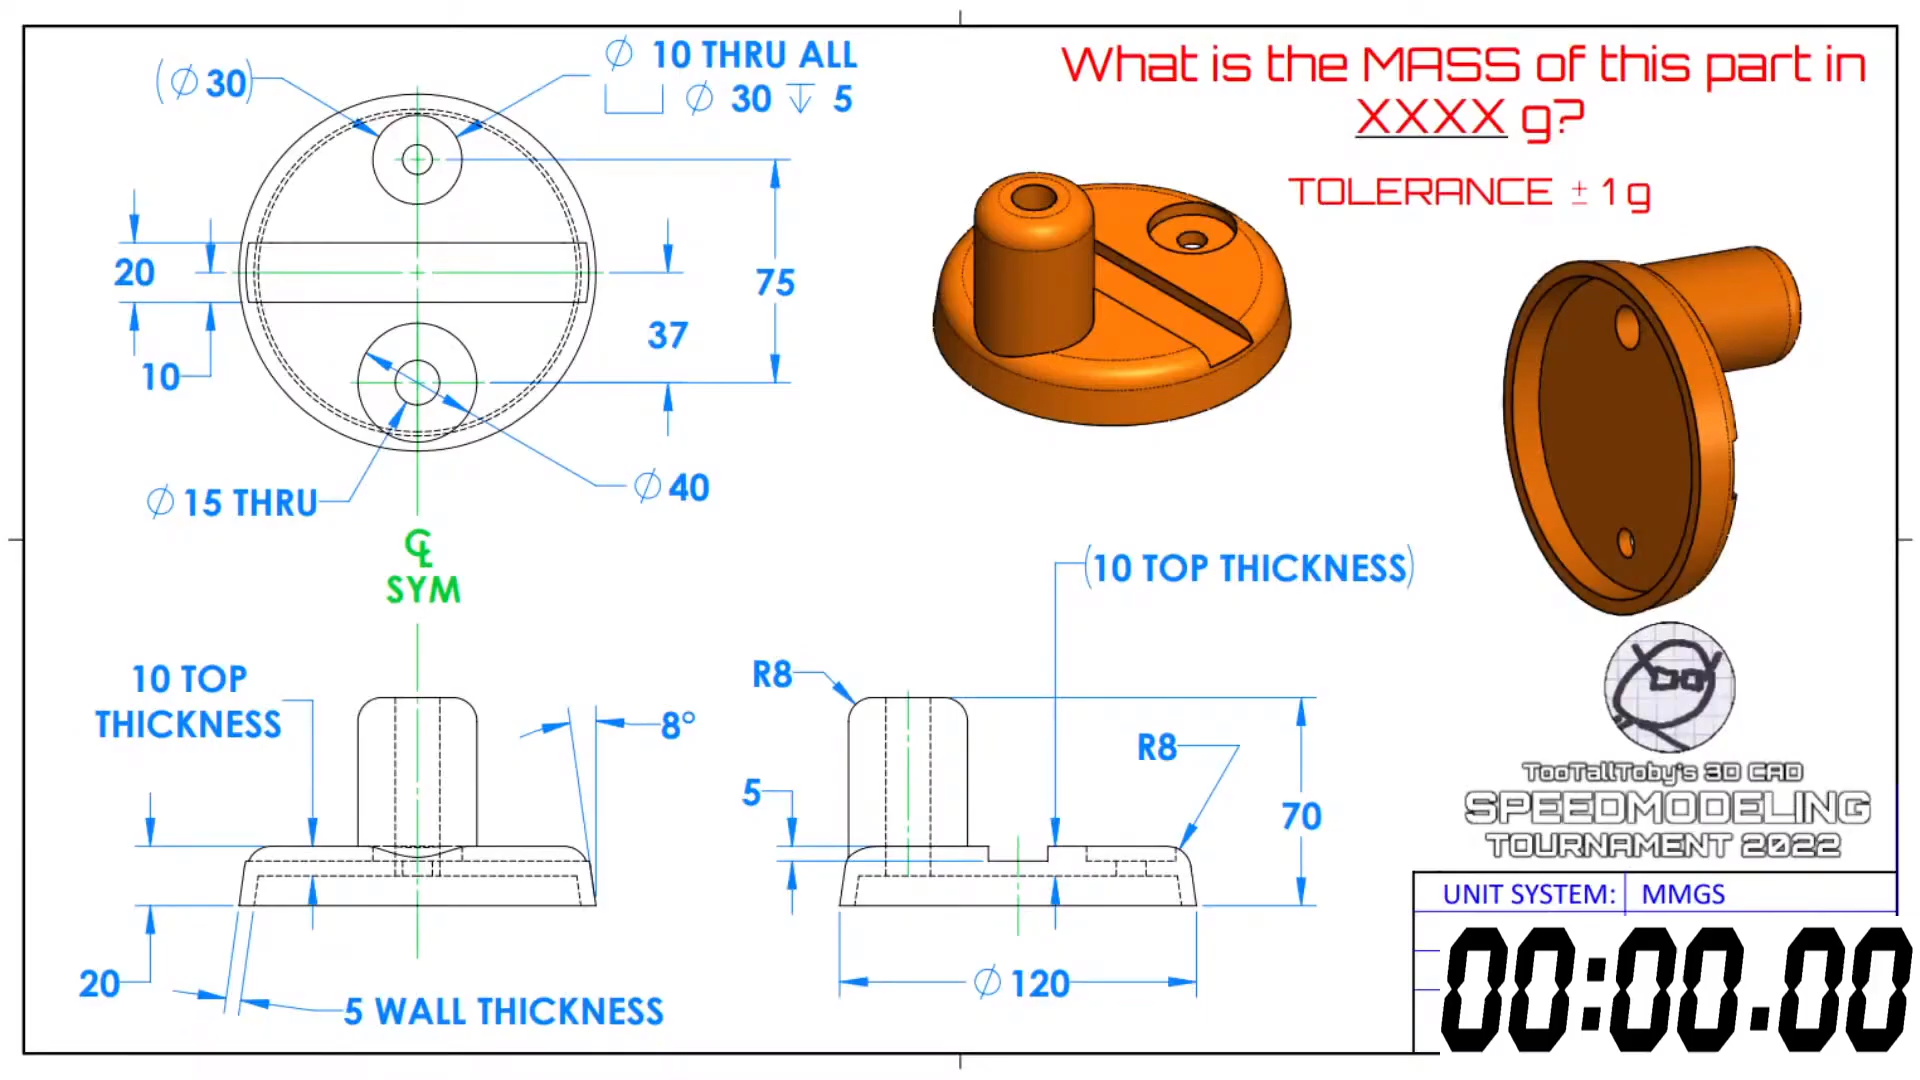 What is the MASS of this part in
XXXX g?
TOLERANCE ± 1 g
(∅ 30)
∅ 10 THRU ALL
⌴ ∅ 30 ↧ 5
20
10
75
37
∅ 15 THRU
∅ 40
℄
SYM
10 TOP
THICKNESS
8°
20
5 WALL THICKNESS
(10 TOP THICKNESS)
R8
R8
5
70
∅ 120
TooTallToby's 3D CAD
SPEEDMODELING
TOURNAMENT 2022
UNIT SYSTEM: MMGS
00:00.00